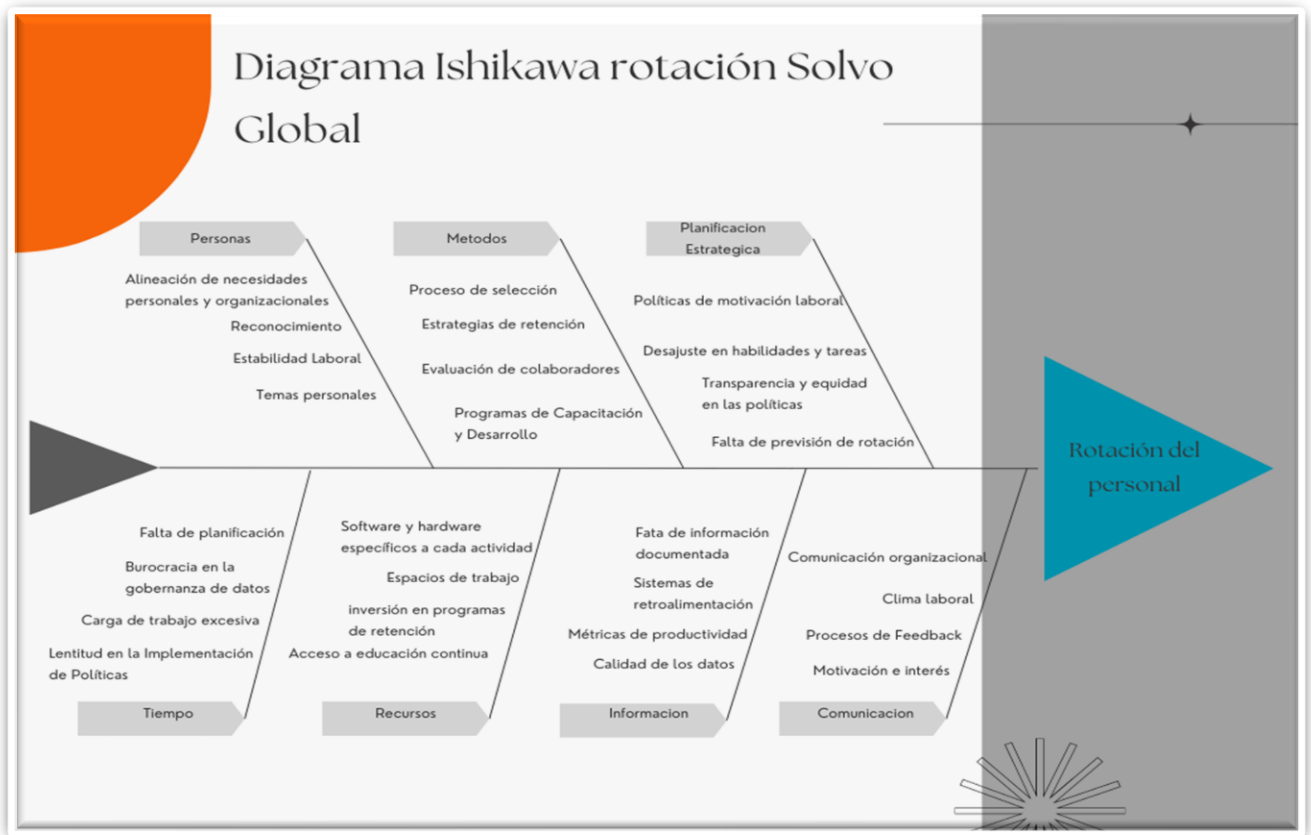 Diagrama Ishikawa rotación Solvo
Global
Personas
Alineación de necesidades
personales y organizacionales
Reconocimiento
Estabilidad Laboral
Temas personales
Metodos
Proceso de selección
Estrategias de retención
Evaluación de colaboradores
Programas de Capacitación
y Desarrollo
Planificacion
Estrategica
Políticas de motivación laboral
Desajuste en habilidades y tareas
Transparencia y equidad
en las políticas
Falta de previsión de rotación
Rotación del
personal
Falta de planificación
Burocracia en la
gobernanza de datos
Carga de trabajo excesiva
Lentitud en la Implementación
de Políticas
Tiempo
Software y hardware
específicos a cada actividad
Espacios de trabajo
inversión en programas
de retención
Acceso a educación continua
Recursos
Fata de información
documentada
Sistemas de
retroalimentación
Métricas de productividad
Calidad de los datos
Informacion
Comunicación organizacional
Clima laboral
Procesos de Feedback
Motivación e interés
Comunicacion